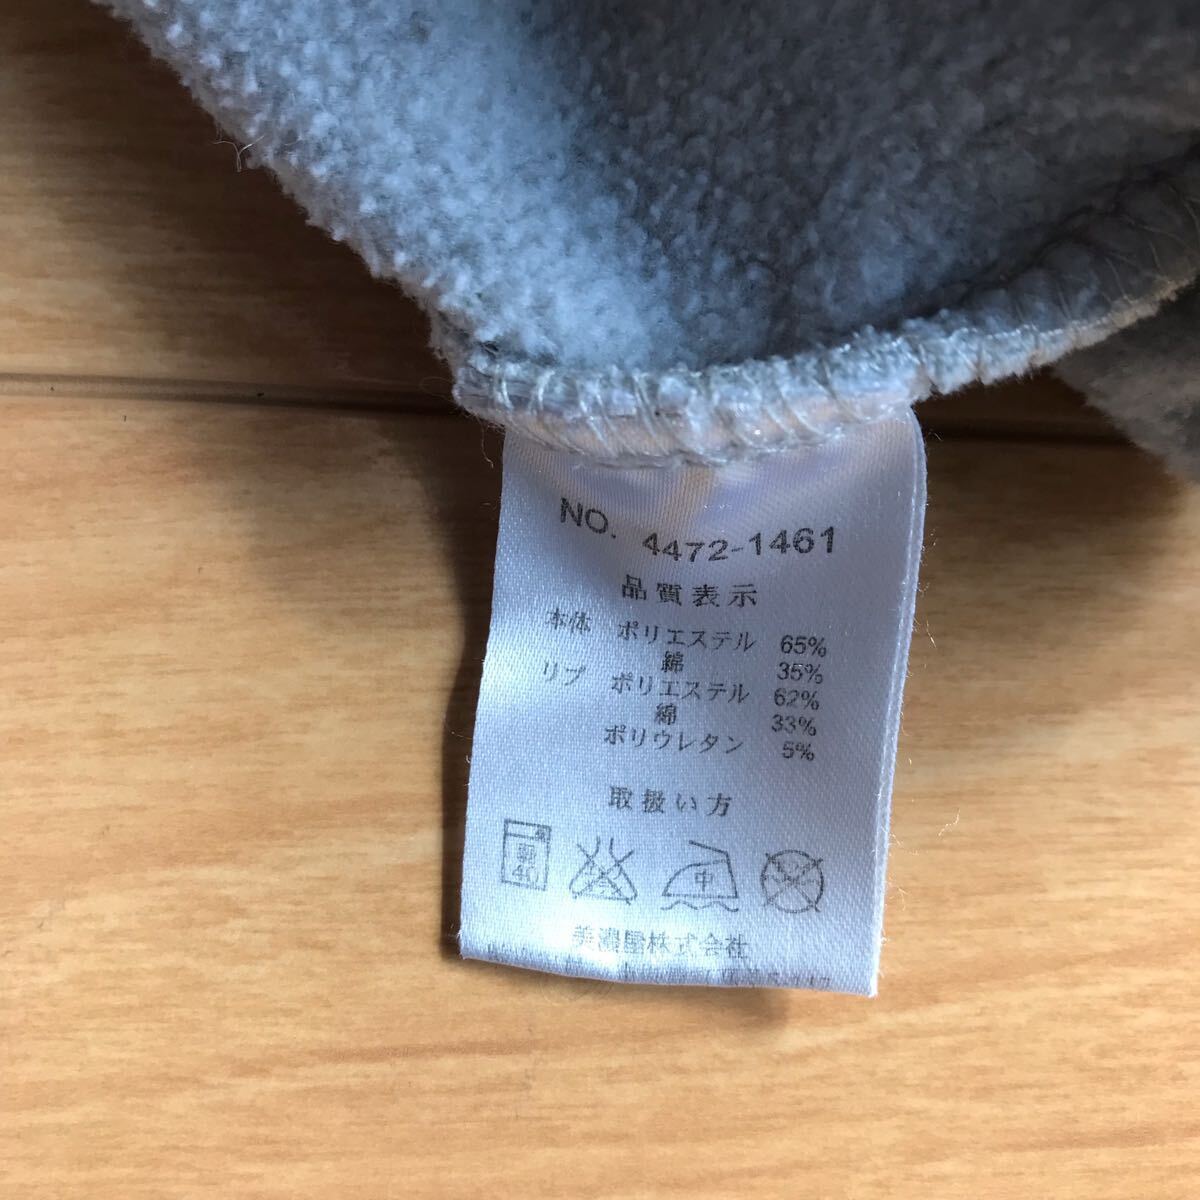 NO. 4472-1461
品質表示
本体 ポリエステル 65%
綿 35%
リブ ポリエステル 62%
綿 33%
ポリウレタン 5%
取扱い方
40
中
美濃屋株式会社